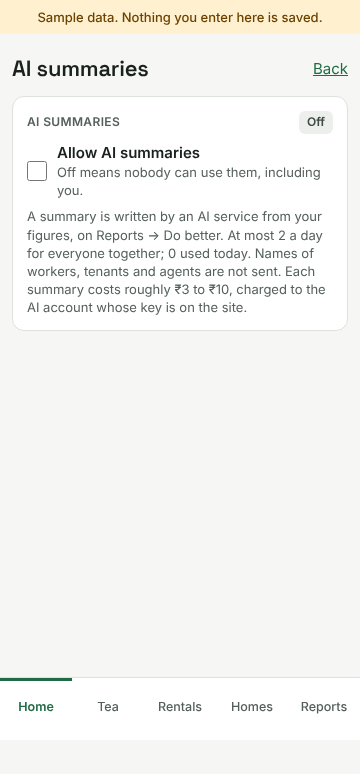 Sample data. Nothing you enter here is saved.
AI summaries
Back
AI SUMMARIES
Off
Allow AI summaries
Off means nobody can use them, including
you.
A summary is written by an AI service from your
figures, on Reports → Do better. At most 2 a day
for everyone together; 0 used today. Names of
workers, tenants and agents are not sent. Each
summary costs roughly ₹3 to ₹10, charged to the
AI account whose key is on the site.
Home
Tea
Rentals
Homes
Reports